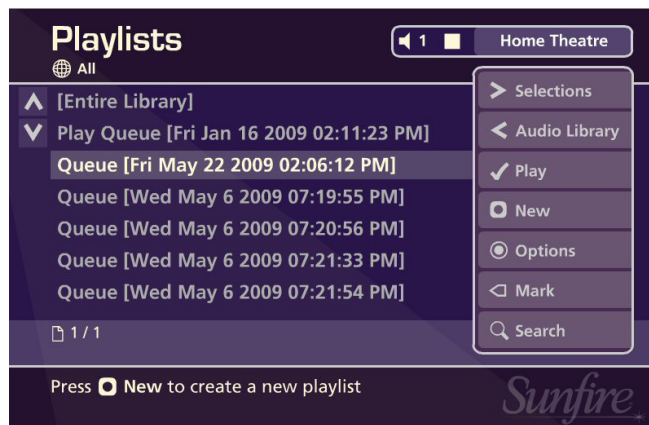 Playlists
1 Home Theatre
All
[Entire Library]
Play Queue [Fri Jan 16 2009 02:11:23 PM]
Queue [Fri May 22 2009 02:06:12 PM]
Queue [Wed May 6 2009 07:19:55 PM]
Queue [Wed May 6 2009 07:20:56 PM]
Queue [Wed May 6 2009 07:21:33 PM]
Queue [Wed May 6 2009 07:21:54 PM]
1 / 1
Selections
Audio Library
Play
New
Options
Mark
Search
Press New to create a new playlist
Sunfire